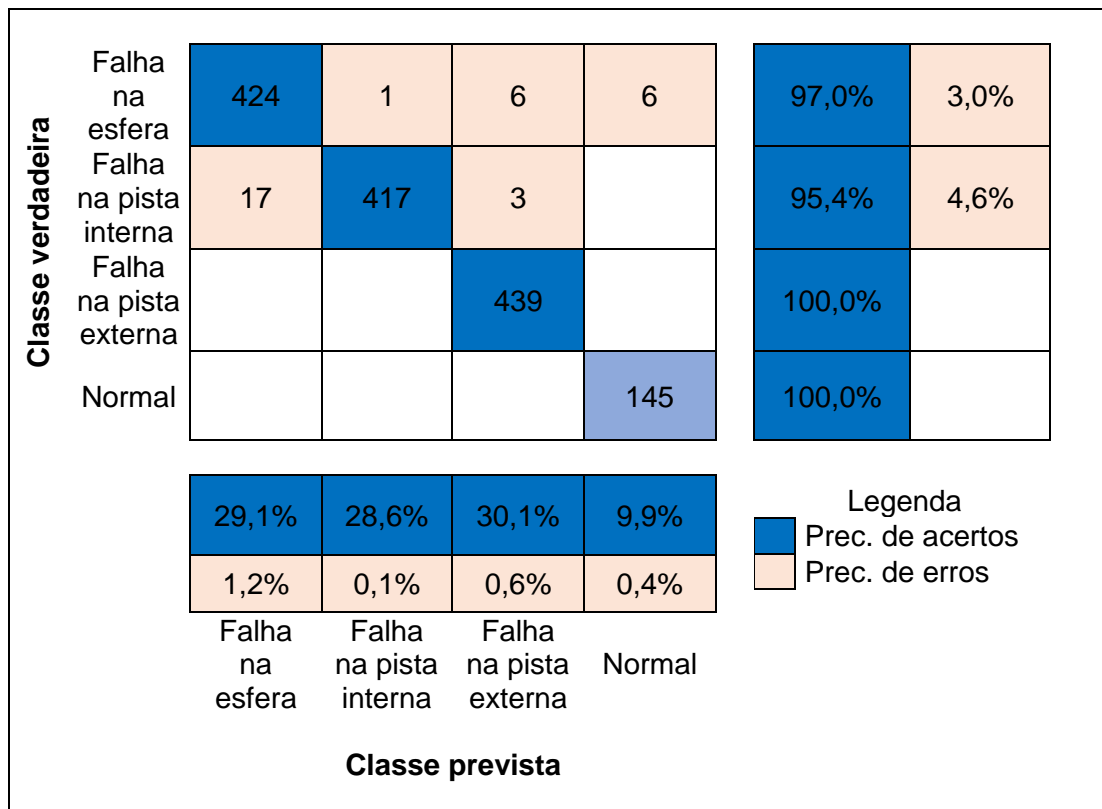 Classe verdadeira
Falha
na
esfera
424 1 6 6 97,0% 3,0%
Falha
na pista
interna
17 417 3 95,4% 4,6%
Falha
na pista
externa
439 100,0%
Normal 145 100,0%
29,1% 28,6% 30,1% 9,9%
1,2% 0,1% 0,6% 0,4%
Legenda
Prec. de acertos
Prec. de erros
Falha
na
esfera
Falha
na pista
interna
Falha
na pista
externa
Normal
Classe prevista